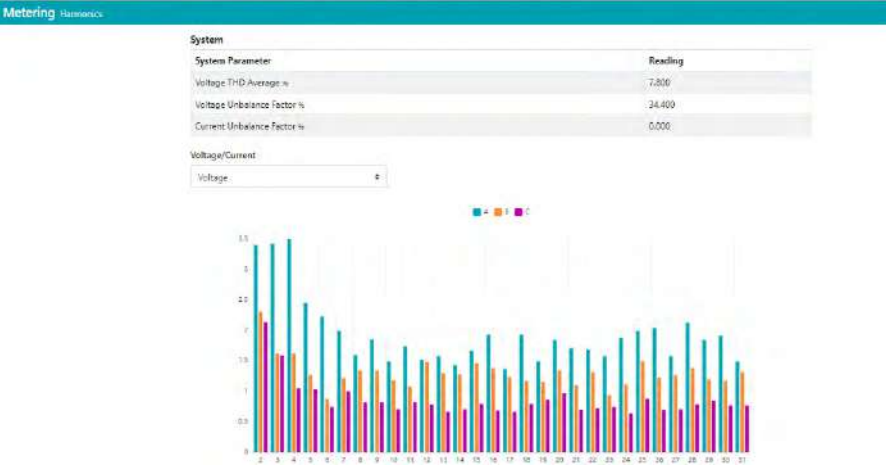 Metering Harmonics
System
System Parameter Reading
Voltage THD Average % 7.800
Voltage Unbalance Factor % 34.400
Current Unbalance Factor % 0.000
Voltage/Current
Voltage
A B C
3.5
3
2.5
2
1.5
1
0.5
0
2 3 4 5 6 7 8 9 10 11 12 13 14 15 16 17 18 19 20 21 22 23 24 25 26 27 28 29 30 31